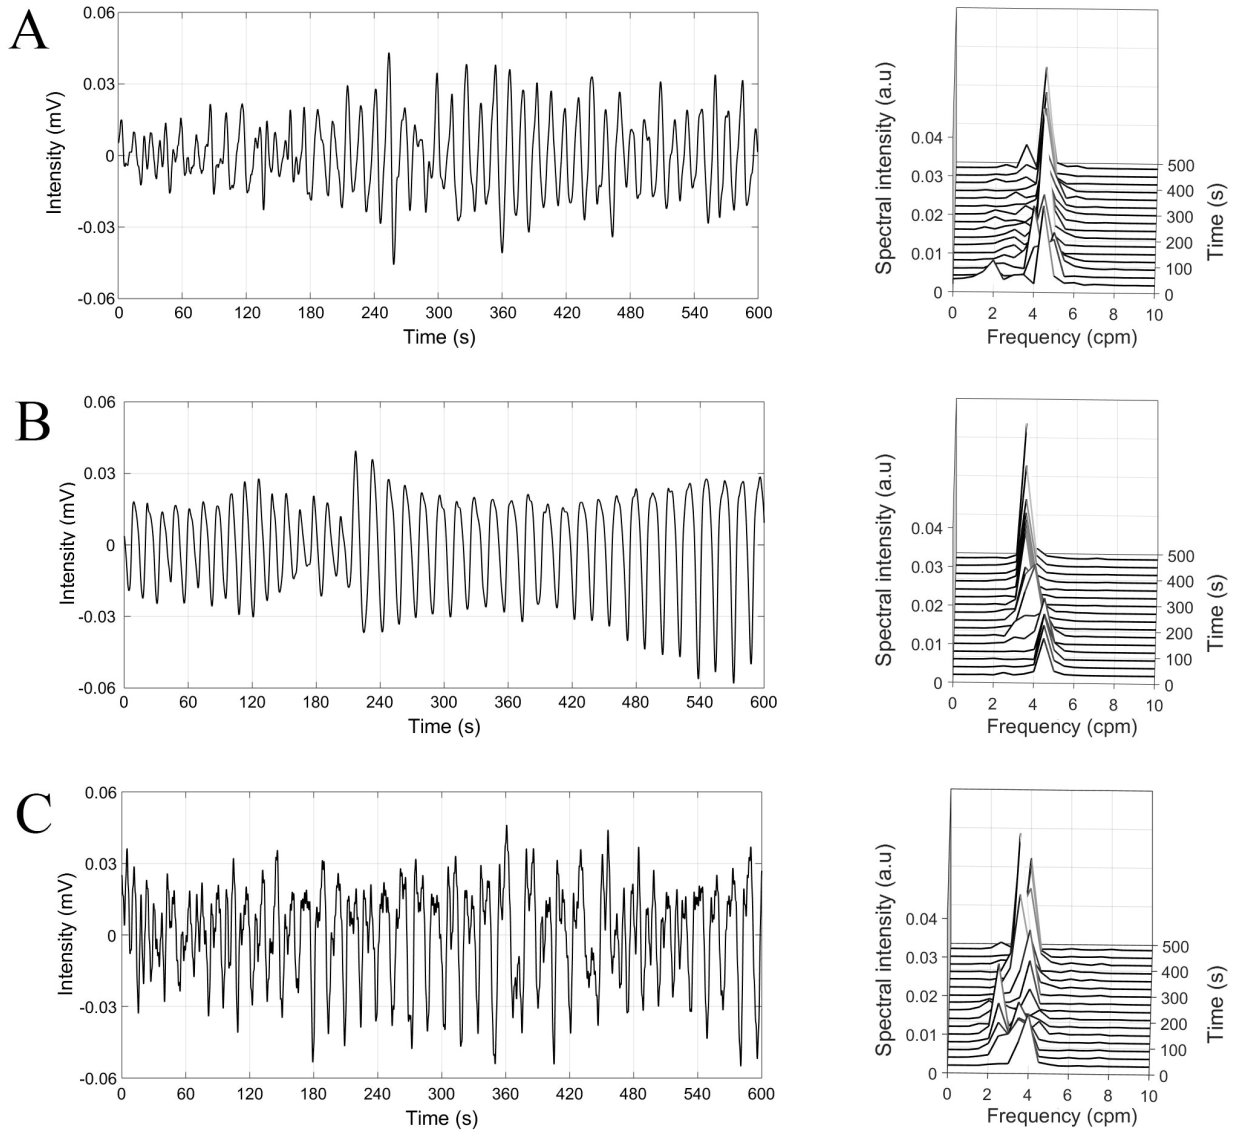 A
0.06
0.03
0
-0.03
-0.06
Intensity (mV)
0 60 120 180 240 300 360 420 480 540 600
Time (s)
Spectral intensity (a.u)
0.04
0.03
0.02
0.01
0
0 2 4 6 8 10
Frequency (cpm)
500
400
300
200
100
0
Time (s)
B
0.06
0.03
0
-0.03
-0.06
Intensity (mV)
0 60 120 180 240 300 360 420 480 540 600
Time (s)
Spectral intensity (a.u)
0.04
0.03
0.02
0.01
0
0 2 4 6 8 10
Frequency (cpm)
500
400
300
200
100
0
Time (s)
C
0.06
0.03
0
-0.03
-0.06
Intensity (mV)
0 60 120 180 240 300 360 420 480 540 600
Time (s)
Spectral intensity (a.u)
0.04
0.03
0.02
0.01
0
0 2 4 6 8 10
Frequency (cpm)
500
400
300
200
100
0
Time (s)